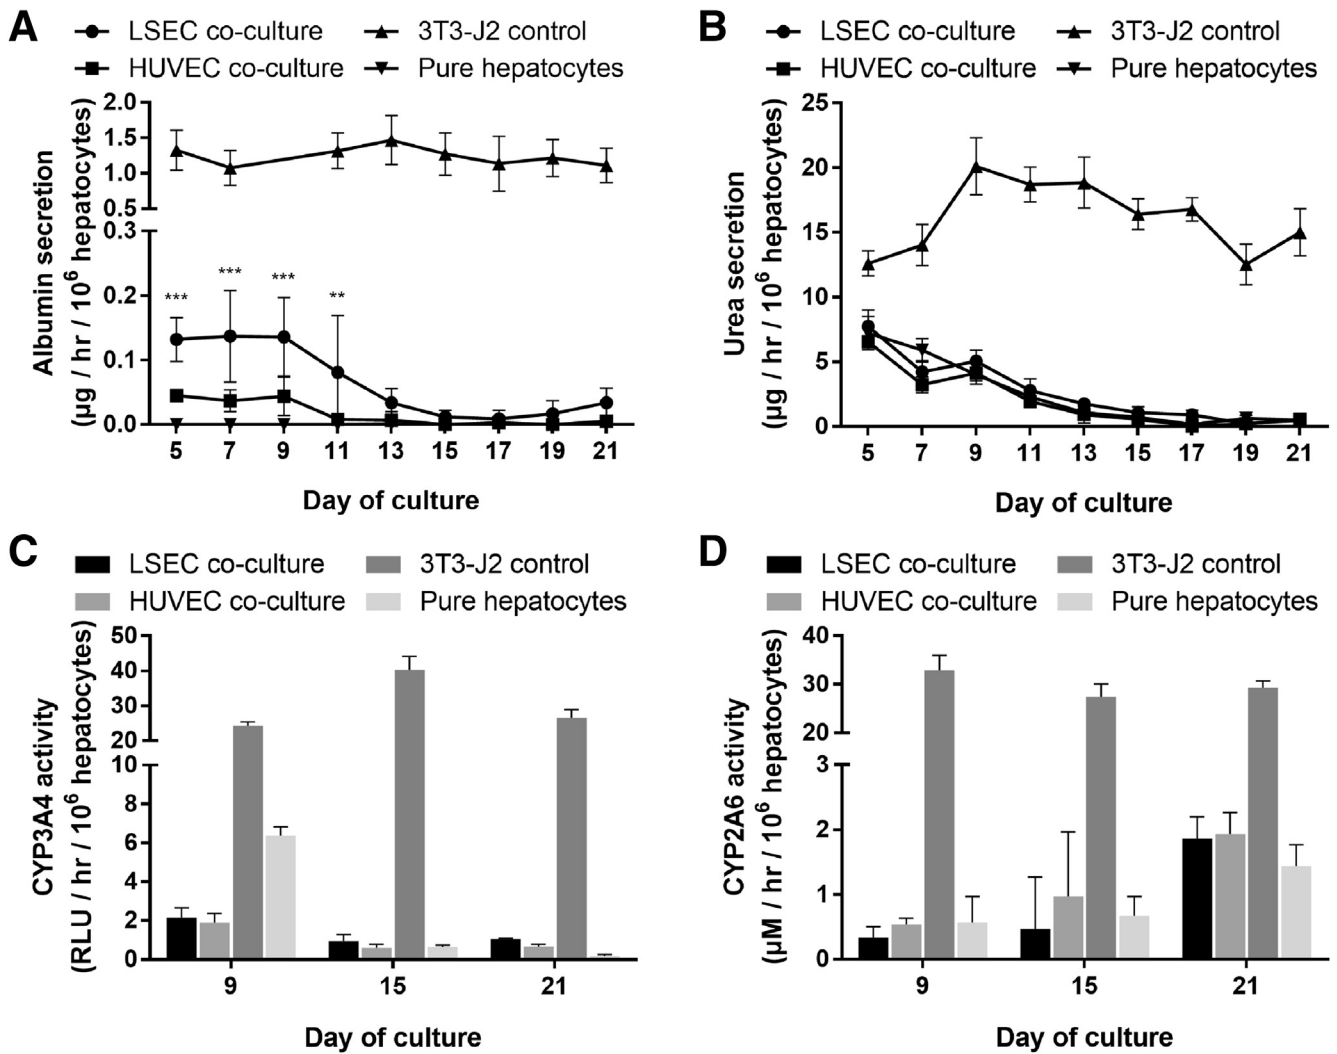 A
LSEC co-culture 3T3-J2 control
HUVEC co-culture Pure hepatocytes
Albumin secretion
(µg / hr / 10⁶ hepatocytes)
2.0
1.5
1.0
0.5
0.3
0.2
0.1
0.0
*** *** *** **
5 7 9 11 13 15 17 19 21
Day of culture
B
LSEC co-culture 3T3-J2 control
HUVEC co-culture Pure hepatocytes
Urea secretion
(µg / hr / 10⁶ hepatocytes)
25
20
15
10
5
0
5 7 9 11 13 15 17 19 21
Day of culture
C
LSEC co-culture 3T3-J2 control
HUVEC co-culture Pure hepatocytes
CYP3A4 activity
(RLU / hr / 10⁶ hepatocytes)
50
40
30
20
10
8
6
4
2
0
9 15 21
Day of culture
D
LSEC co-culture 3T3-J2 control
HUVEC co-culture Pure hepatocytes
CYP2A6 activity
(µM / hr / 10⁶ hepatocytes)
40
30
20
3
2
1
0
9 15 21
Day of culture